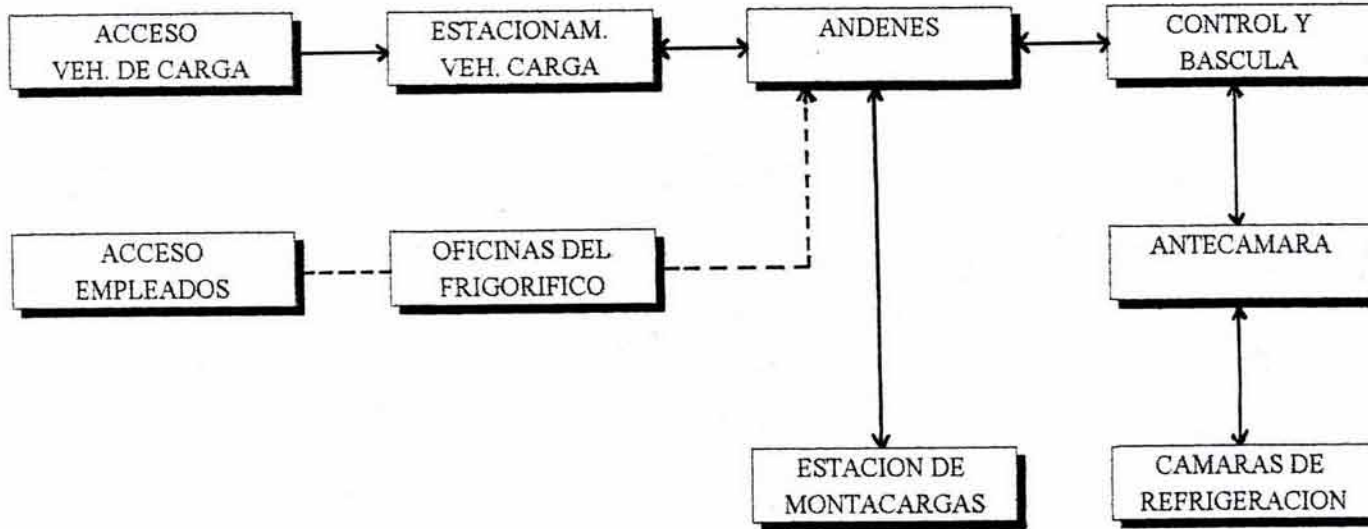 ACCESO
VEH. DE CARGA
ESTACIONAM.
VEH. CARGA
ANDENES
CONTROL Y
BASCULA
ACCESO
EMPLEADOS
OFICINAS DEL
FRIGORIFICO
ANTECAMARA
ESTACION DE
MONTACARGAS
CAMARAS DE
REFRIGERACION